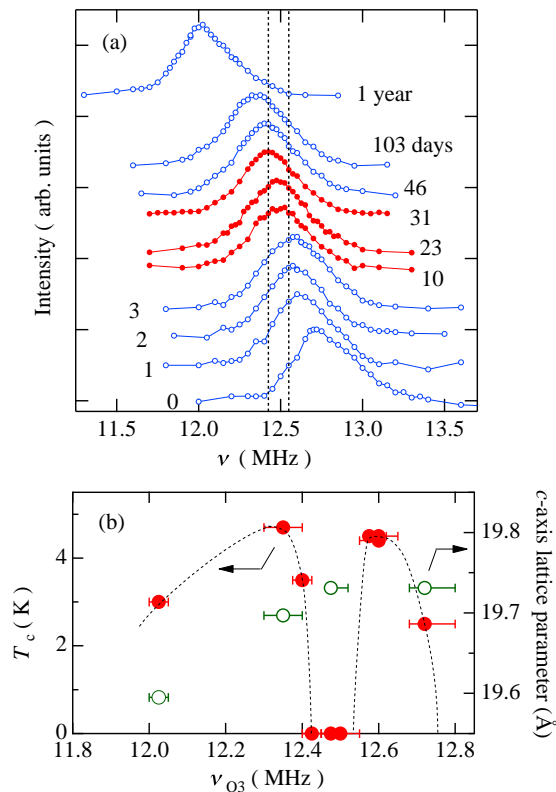 (a)
Intensity ( arb. units )
1 year
103 days
46
31
23
10
3
2
1
0
11.5 12.0 12.5 13.0 13.5
ν ( MHz )
(b)
T c ( K )
4
2
0
19.8
19.7
19.6
c-axis lattice parameter (Å)
11.8 12.0 12.2 12.4 12.6 12.8
ν Q3 ( MHz )